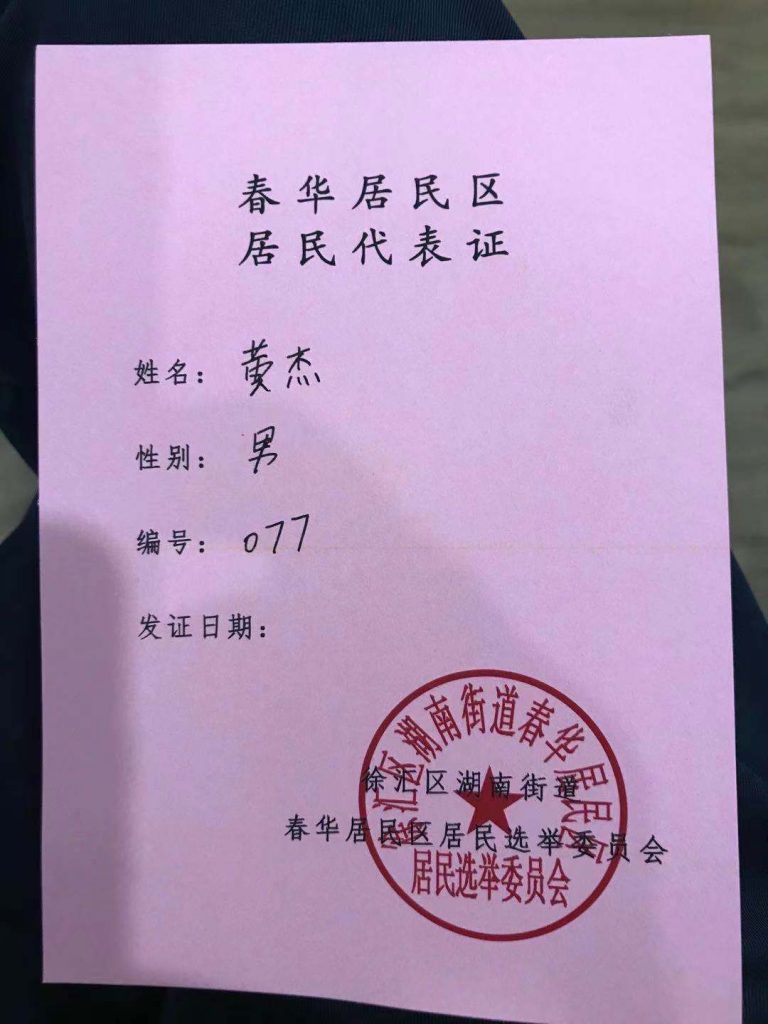 春华居民区
居民代表证
姓名： 黄杰
性别： 男
编号： 077
发证日期：
徐汇区湖南街道
春华居民区居民选举委员会
徐汇区湖南街道春华居民会
居民选举委员会